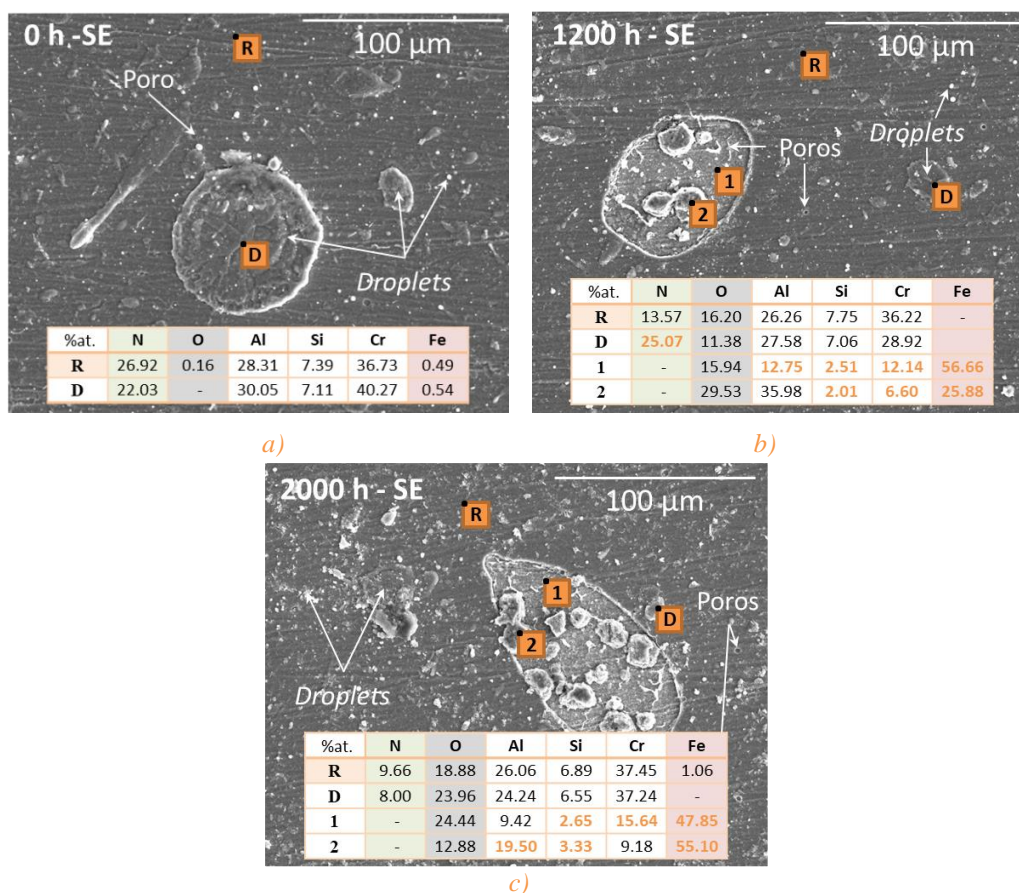 0 h -SE
100 µm
R
Poro
D
Droplets
%at. N O Al Si Cr Fe
R 26.92 0.16 28.31 7.39 36.73 0.49
D 22.03 - 30.05 7.11 40.27 0.54
a)
1200 h - SE
100 µm
R
Droplets
Poros
1
D
2
%at. N O Al Si Cr Fe
R 13.57 16.20 26.26 7.75 36.22 -
D 25.07 11.38 27.58 7.06 28.92
1 - 15.94 12.75 2.51 12.14 56.66
2 - 29.53 35.98 2.01 6.60 25.88
b)
2000 h - SE
100 µm
R
1
Poros
D
2
Droplets
%at. N O Al Si Cr Fe
R 9.66 18.88 26.06 6.89 37.45 1.06
D 8.00 23.96 24.24 6.55 37.24 -
1 - 24.44 9.42 2.65 15.64 47.85
2 - 12.88 19.50 3.33 9.18 55.10
c)